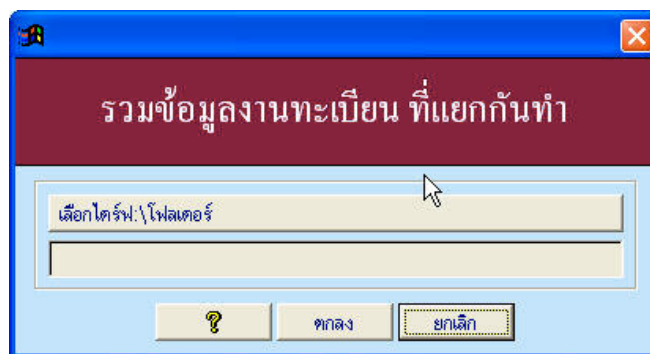 รวมข้อมูลงานทะเบียน ที่แยกกันทำ
เลือกไดร์ฟ:\โฟลเดอร์
?
ตกลง
ยกเลิก